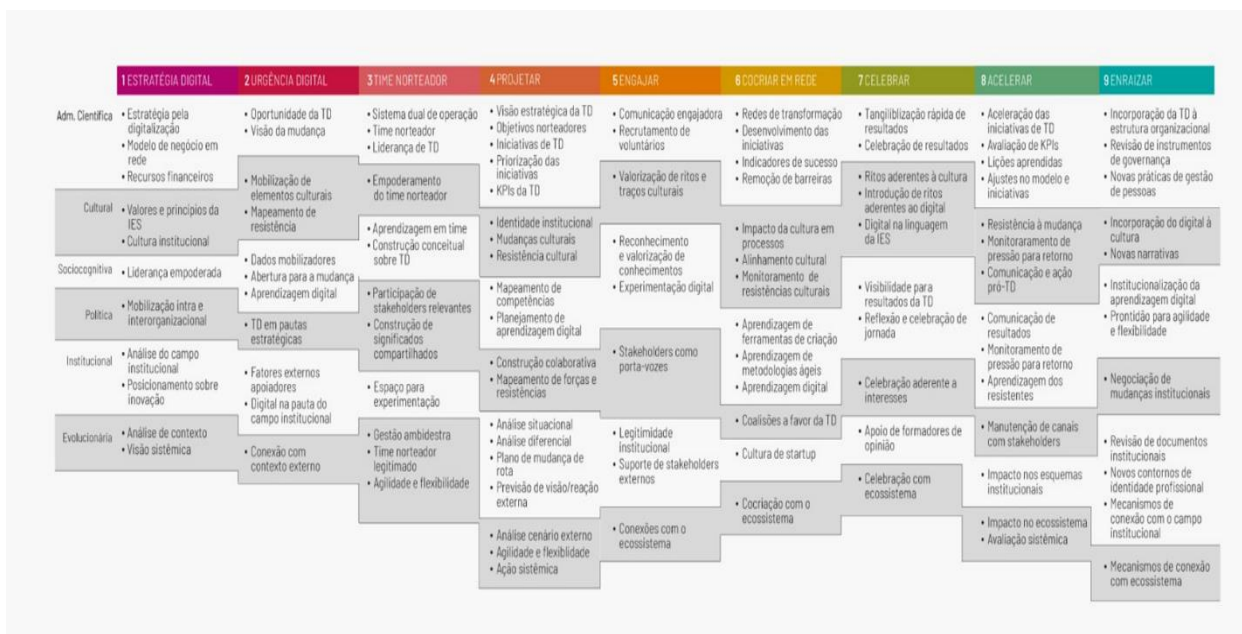 1 ESTRATÉGIA DIGITAL
2 URGÊNCIA DIGITAL
3 TIME NORTEADOR
4 PROJETAR
5 ENGAJAR
6 COCRIAR EM REDE
7 CELEBRAR
8 ACELERAR
9 ENRAIZAR
Adm. Científica
• Estratégia pela
digitalização
• Modelo de negócio em
rede
• Recursos financeiros
Cultural
• Valores e princípios da
IES
• Cultura institucional
Sociocognitiva
• Liderança empoderada
Política
• Mobilização intra e
interorganizacional
Institucional
• Análise do campo
institucional
• Posicionamento sobre
inovação
Evolucionária
• Análise de contexto
• Visão sistêmica
• Oportunidade da TD
• Visão da mudança
• Mobilização de
elementos culturais
• Mapeamento de
resistência
• Dados mobilizadores
• Abertura para a mudança
• Aprendizagem digital
• TD em pautas
estratégicas
• Fatores externos
apoiadores
• Digital na pauta do
campo institucional
• Conexão com
contexto externo
• Sistema dual de operação
• Time norteador
• Liderança de TD
• Empoderamento
do time norteador
• Aprendizagem em time
• Construção conceitual
sobre TD
• Participação de
stakeholders relevantes
• Construção de
significados
compartilhados
• Espaço para
experimentação
• Gestão ambidestra
• Time norteador
legitimado
• Agilidade e flexibilidade
• Visão estratégica da TD
• Objetivos norteadores
• Iniciativas de TD
• Priorização das
iniciativas
• KPIs da TD
• Identidade institucional
• Mudanças culturais
• Resistência cultural
• Mapeamento de
competências
• Planejamento de
aprendizagem digital
• Construção colaborativa
• Mapeamento de forças e
resistências
• Análise situacional
• Análise diferencial
• Plano de mudança de
rota
• Previsão de visão/reação
externa
• Análise cenário externo
• Agilidade e flexiblidade
• Ação sistêmica
• Comunicação engajadora
• Recrutamento de
voluntários
• Valorização de ritos e
traços culturais
• Reconhecimento
e valorização de
conhecimentos
• Experimentação digital
• Stakeholders como
porta-vozes
• Legitimidade
institucional
• Suporte de stakeholders
externos
• Conexões com o
ecossistema
• Redes de transformação
• Desenvolvimento das
iniciativas
• Indicadores de sucesso
• Remoção de barreiras
• Impacto da cultura em
processos
• Alinhamento cultural
• Monitoramento de
resistências culturais
• Aprendizagem de
ferramentas de criação
• Aprendizagem de
metodologias ágeis
• Aprendizagem digital
• Coalisões a favor da TD
• Cultura de startup
• Cocriação com o
ecossistema
• Tangiliblização rápida de
resultados
• Celebração de resultados
• Ritos aderentes à cultura
• Introdução de ritos
aderentes ao digital
• Digital na linguagem
da IES
• Visibilidade para
resultados da TD
• Reflexão e celebração de
jornada
• Celebração aderente a
interesses
• Apoio de formadores de
opinião
• Celebração com
ecossistema
• Aceleração das
iniciativas de TD
• Avaliação de KPIs
• Lições aprendidas
• Ajustes no modelo e
iniciativas
• Resistência à mudança
• Monitoraramento de
pressão para retorno
• Comunicação e ação
pró-TD
• Comunicação de
resultados
• Monitoramento de
pressão para retorno
• Aprendizagem dos
resistentes
• Manutenção de canais
com stakeholders
• Impacto nos esquemas
institucionais
• Impacto no ecossistema
• Avaliação sistêmica
• Incorporação da TD à
estrutura organizacional
• Revisão de instrumentos
de governança
• Novas práticas de gestão
de pessoas
• Incorporação do digital à
cultura
• Novas narrativas
• Institucionalização da
aprendizagem digital
• Prontidão para agilidade
e flexibilidade
• Negociação de
mudanças institucionais
• Revisão de documentos
institucionais
• Novos contornos de
identidade profissional
• Mecanismos de
conexão com o campo
institucional
• Mecanismos de conexão
com ecossistema